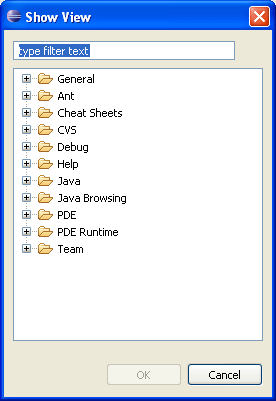 Show View
type filter text
General
Ant
Cheat Sheets
CVS
Debug
Help
Java
Java Browsing
PDE
PDE Runtime
Team
OK
Cancel